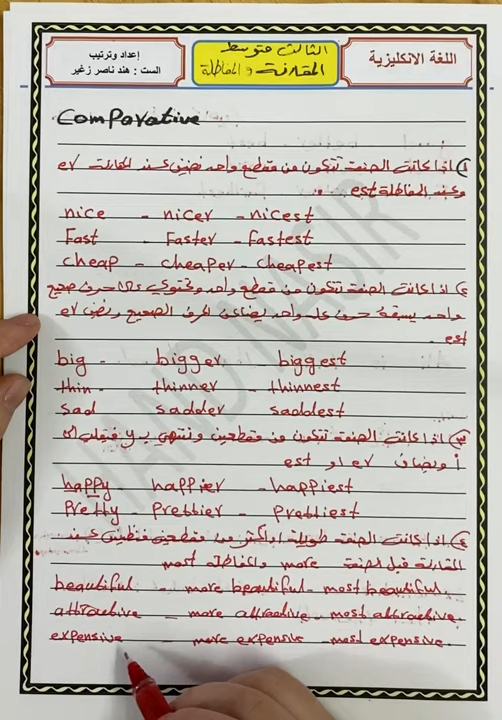 اللغة الانكليزية
الثالث متوسط
المقارنة والمفاضلة
إعداد وترتيب
الست : هند ناصر زغير
Comparative
١) اذا كانت الصفة تتكون من مقطع واحد نضيف عند المقارنة er
وعند المفاضلة est .
nice - nicer - nicest
Fast - Faster - fastest
cheap - cheaper - cheapest
٢) اذا كانت الصفة تتكون من مقطع واحد وتحتوي على حرف صحيح
واحد يسبقه حرف علة واحد يضاعف الحرف الصحيح ونضيف er
est.
big - bigger - biggest
thin - thinner - thinnest
sad sadder saddest
٣) اذا كانت الصفة تتكون من مقطعين وتنتهي بـ y فيقلب الى
i ونضاف er او est
happy - happier - happiest
Pretty - Prettier - prettiest
٤) اذا كانت الصفة طويلة او اكثر من مقطعين فنضيف عند
المقارنة قبل الصفة more والمفاضلة most
beautiful - more beautiful - most beautiful.
attractive - more attractive - most attractive.
expensive - more expensive - most expensive.
HAND NASIR